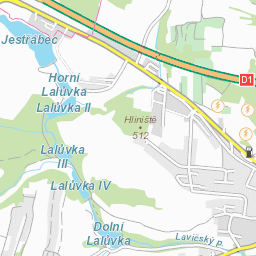 Jestřabec
Horní
Lalůvka
Lalůvka II
D1
Hliniště
512
Lalůvka
III
Lalůvka IV
Dolní
Lalůvka
Lavičský p.